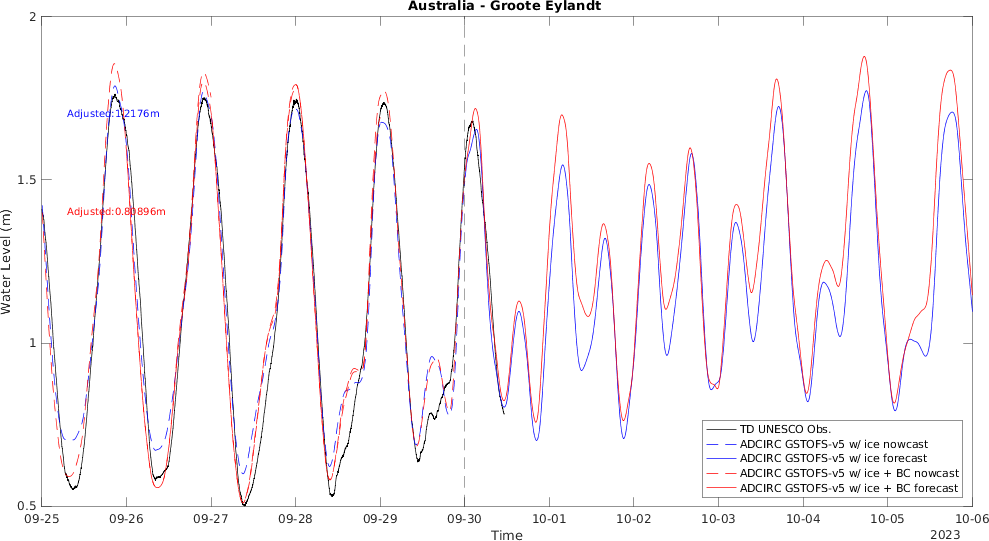 Australia - Groote Eylandt
2
1.5
1
0.5
Water Level (m)
Adjusted:1.2176m
Adjusted:0.80896m
TD UNESCO Obs.
ADCIRC GSTOFS-v5 w/ ice nowcast
ADCIRC GSTOFS-v5 w/ ice forecast
ADCIRC GSTOFS-v5 w/ ice + BC nowcast
ADCIRC GSTOFS-v5 w/ ice + BC forecast
09-25 09-26 09-27 09-28 09-29 09-30 10-01 10-02 10-03 10-04 10-05 10-06
Time
2023